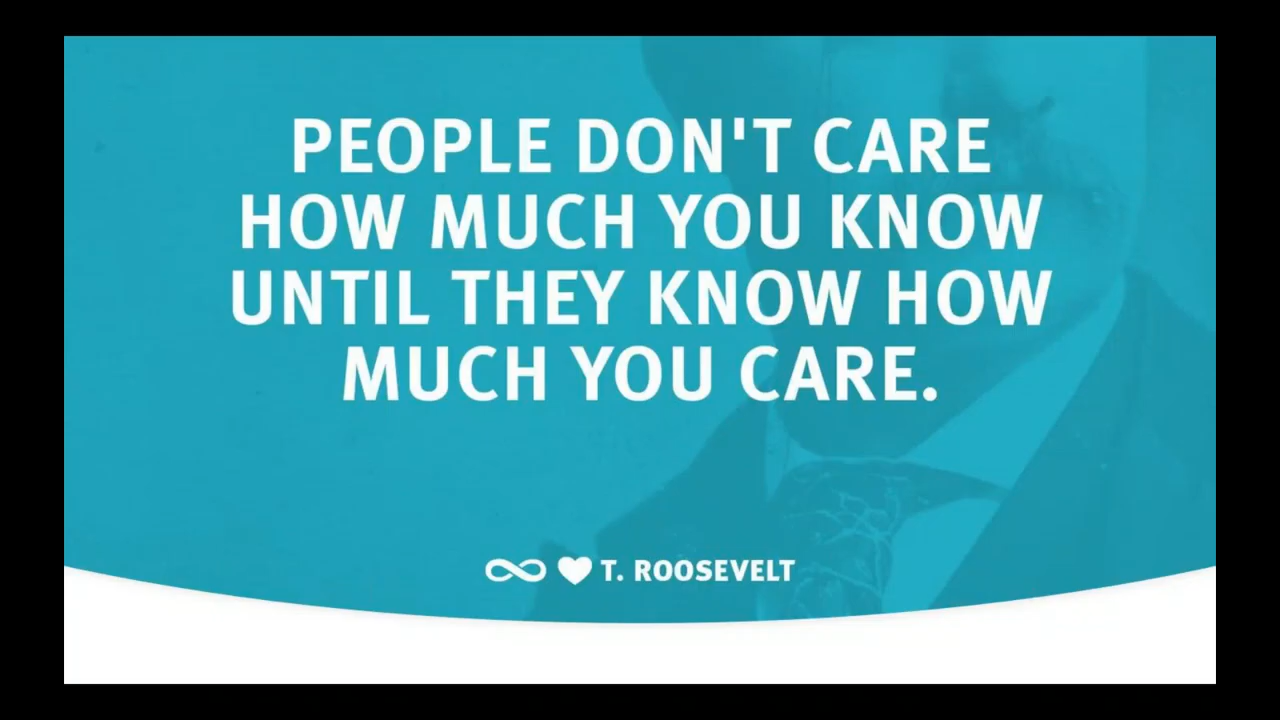 PEOPLE DON'T CARE
HOW MUCH YOU KNOW
UNTIL THEY KNOW HOW
MUCH YOU CARE.
T. ROOSEVELT